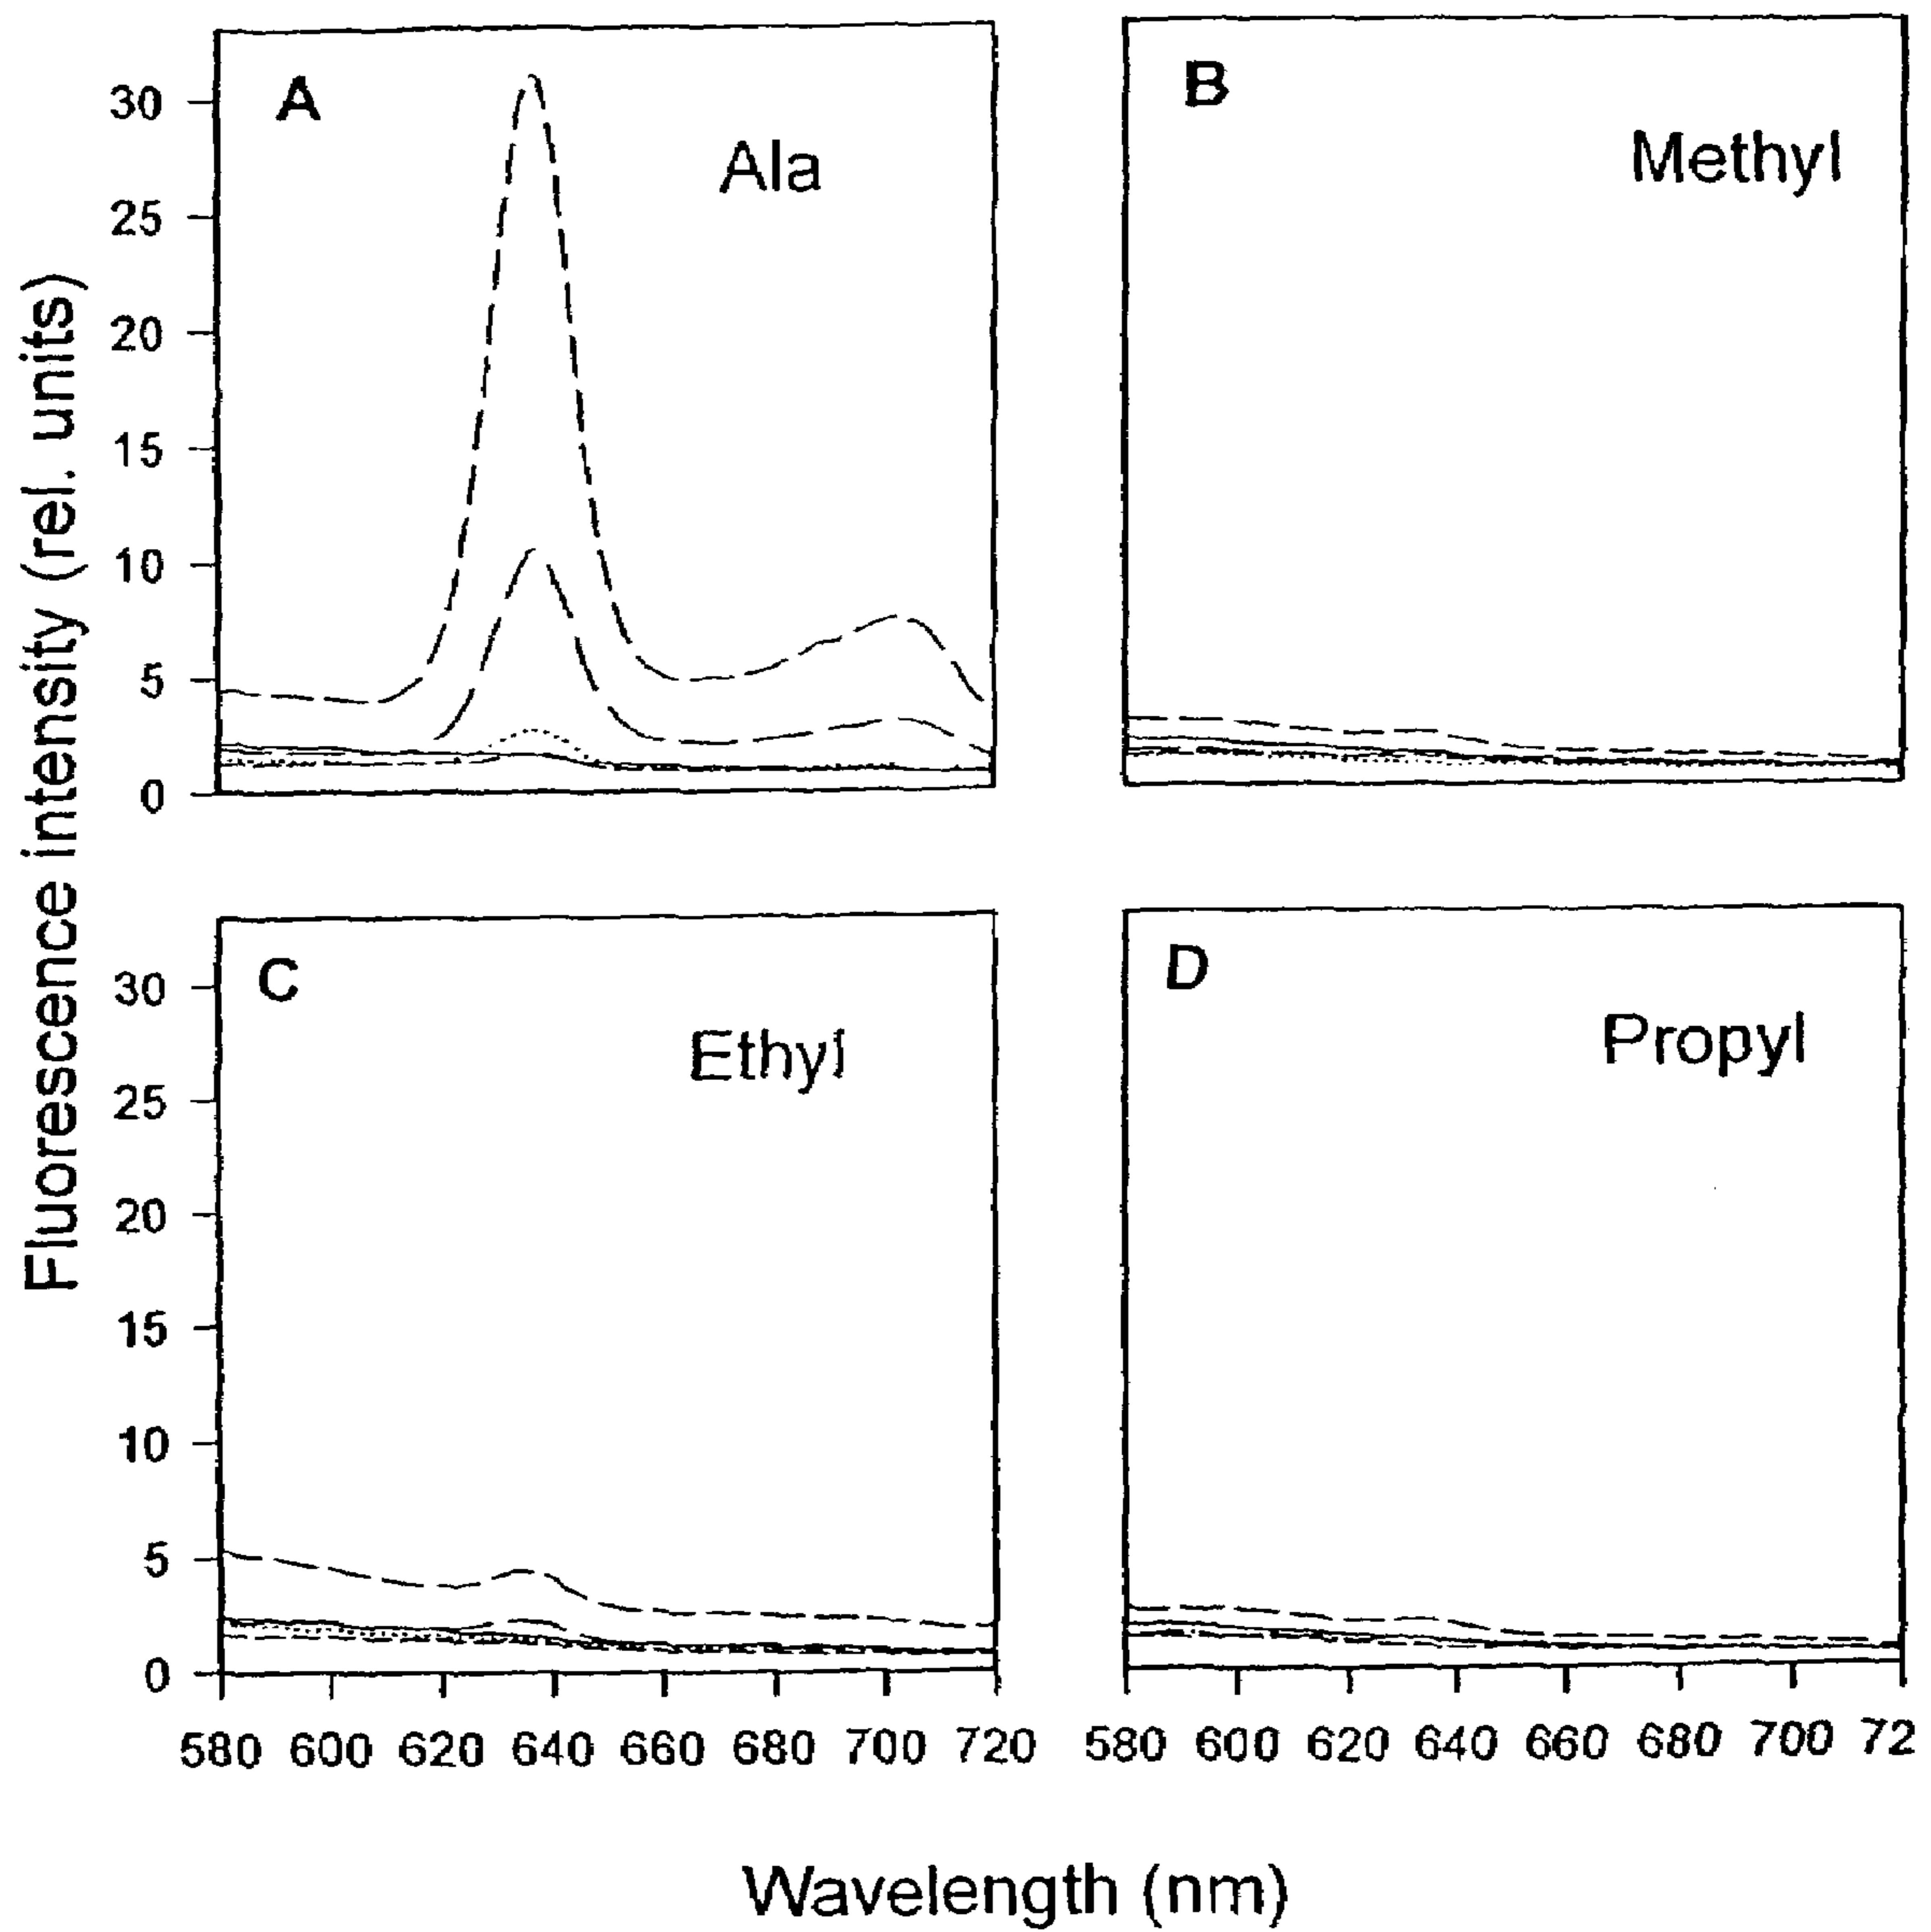 A
Ala
30
25
20
15
10
5
0
B
Methyl
Fluorescence intensity (rel. units)
C
Ethyl
30
25
20
15
10
5
0
580 600 620 640 660 680 700 720
D
Propyl
580 600 620 640 660 680 700 72
Wavelength (nm)